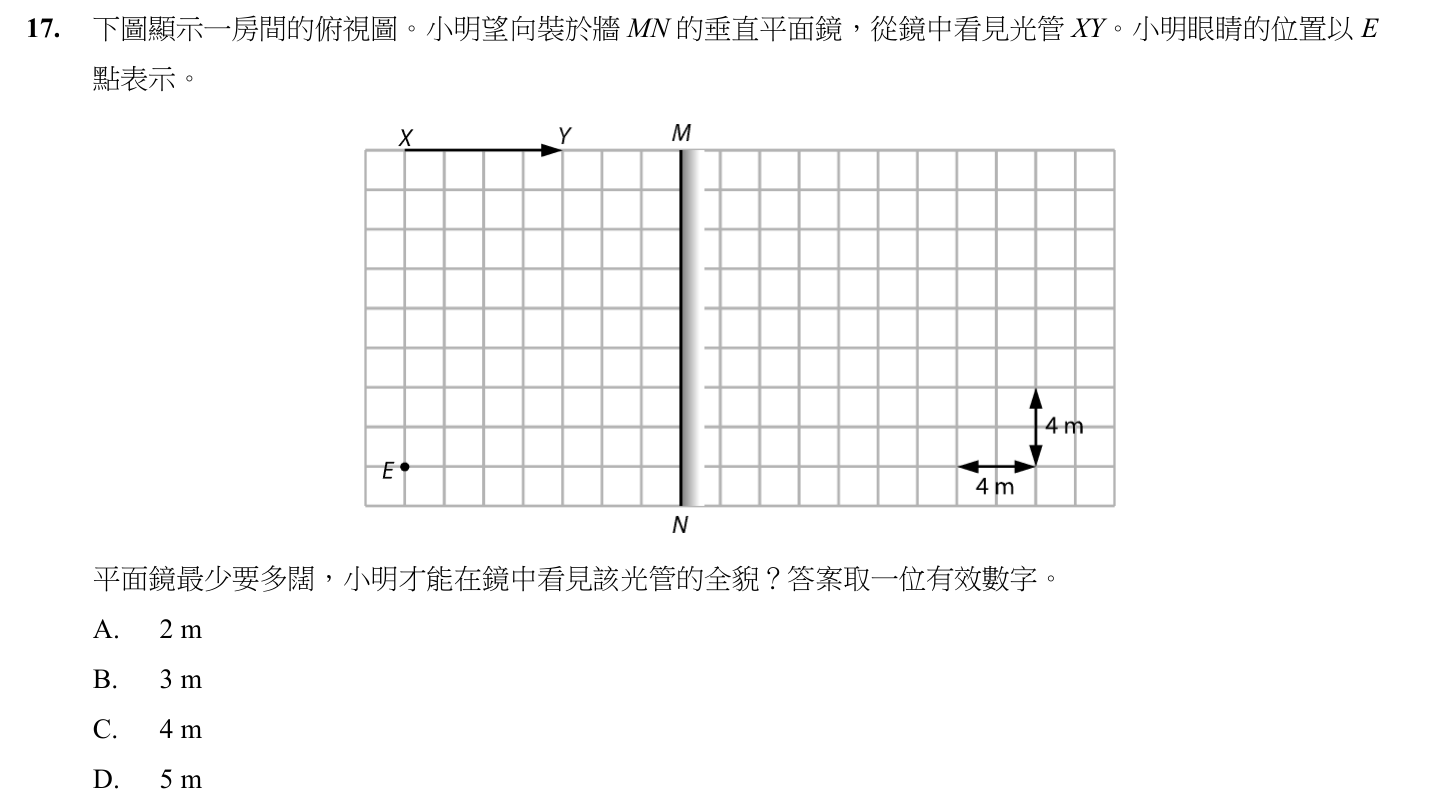 17. 下圖顯示一房間的俯視圖。小明望向裝於牆 MN 的垂直平面鏡，從鏡中看見光管 XY。小明眼睛的位置以 E
點表示。
X Y M
4 m
E
4 m
N
平面鏡最少要多闊，小明才能在鏡中看見該光管的全貌？答案取一位有效數字。
A. 2 m
B. 3 m
C. 4 m
D. 5 m